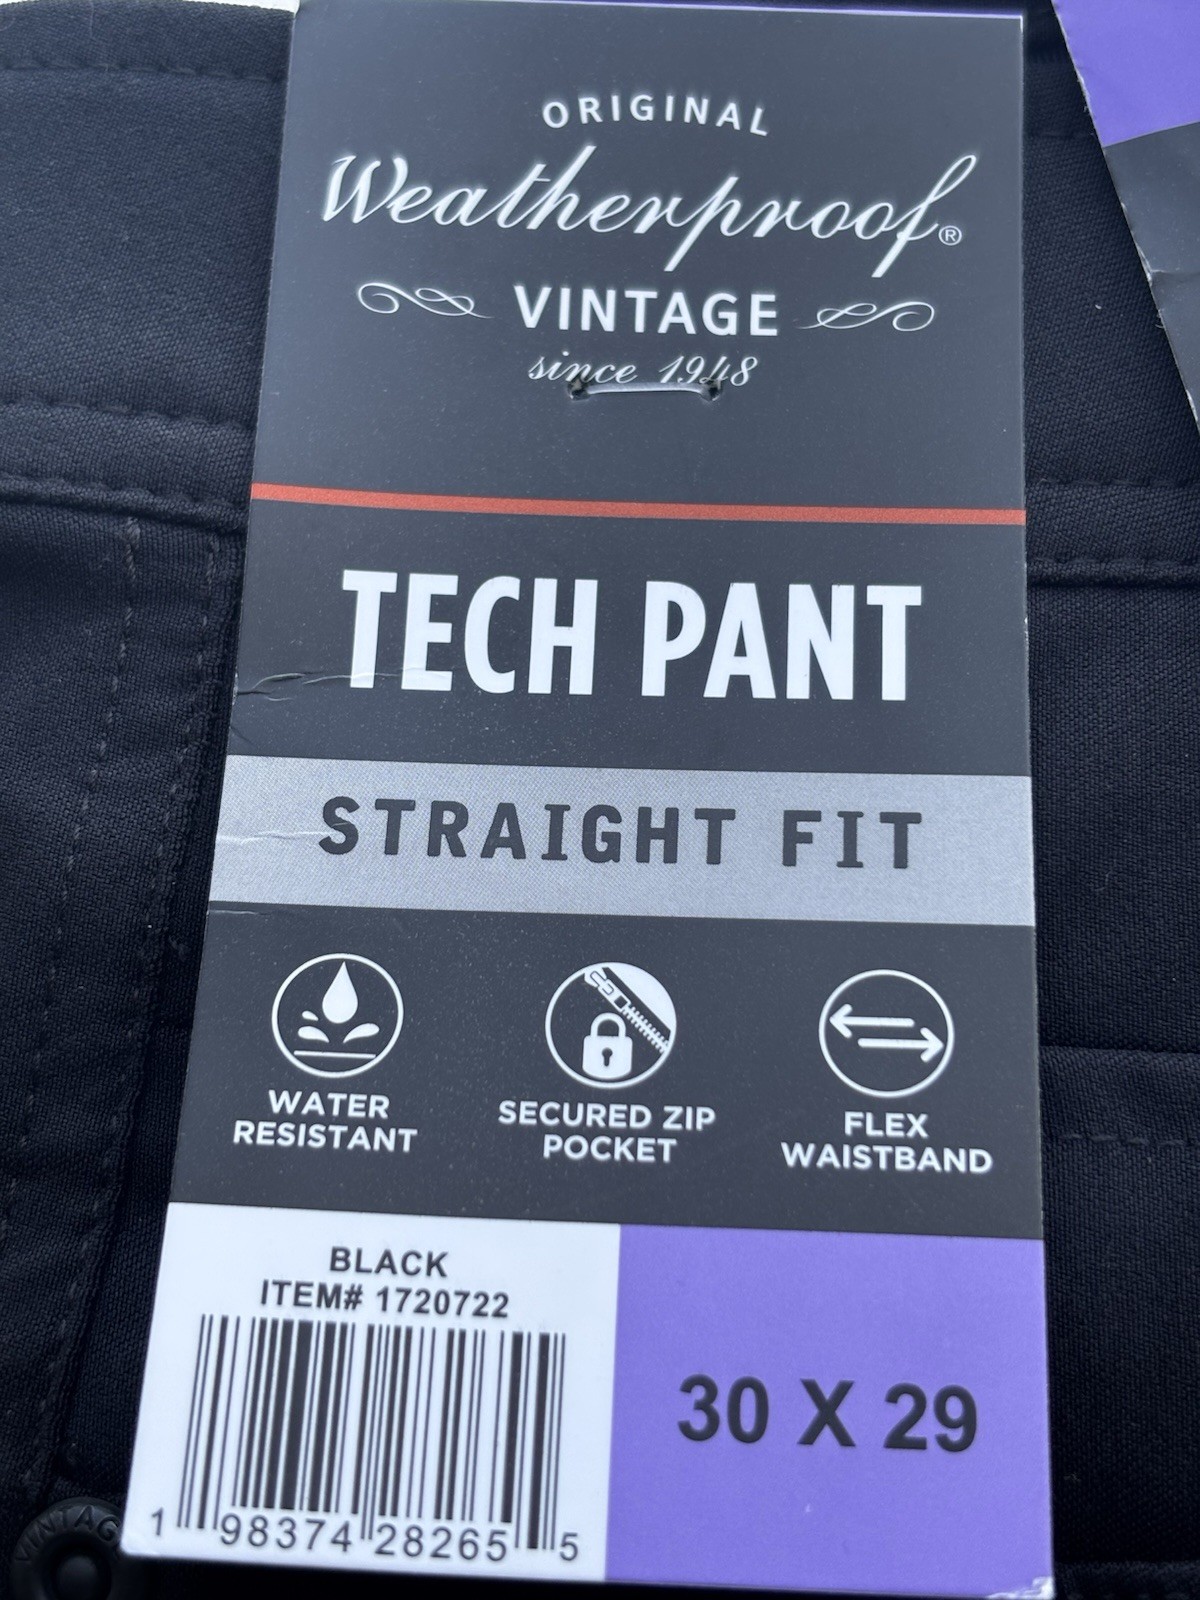 ORIGINAL
Weatherproof®
VINTAGE
since 1948
TECH PANT
STRAIGHT FIT
WATER
RESISTANT
SECURED ZIP
POCKET
FLEX
WAISTBAND
BLACK
ITEM# 1720722
1 98374 28265 5
30 X 29
VINTAG